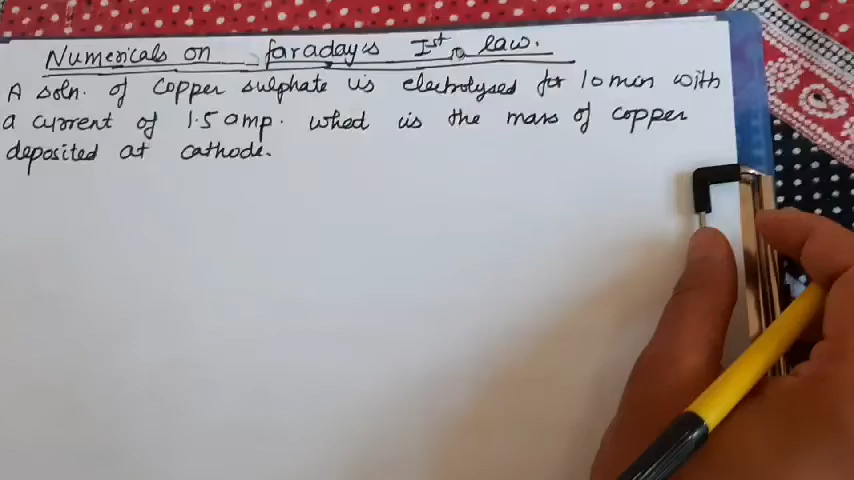 Numericals on faraday's Ist law.
A soln. of Copper sulphate is electrolysed for 10 min with
a current of 1.5 amp. what is the mass of copper
deposited at cathode.